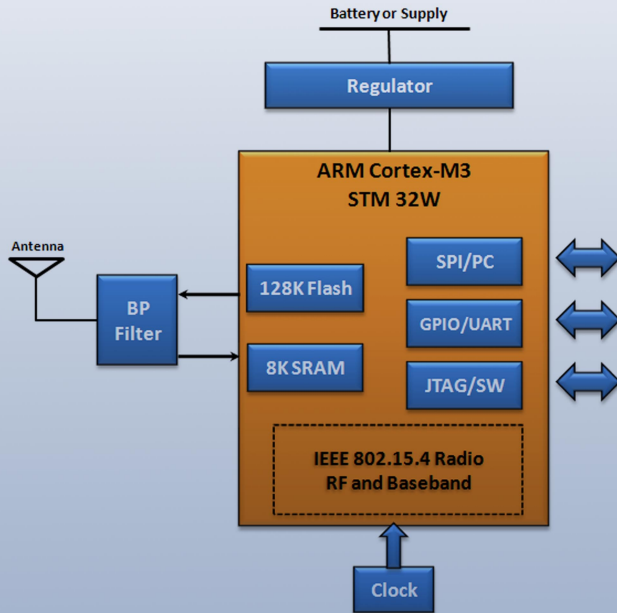 Battery or Supply
Regulator
ARM Cortex-M3
STM 32W
Antenna
BP
Filter
128K Flash
8K SRAM
SPI/PC
GPIO/UART
JTAG/SW
IEEE 802.15.4 Radio
RF and Baseband
Clock